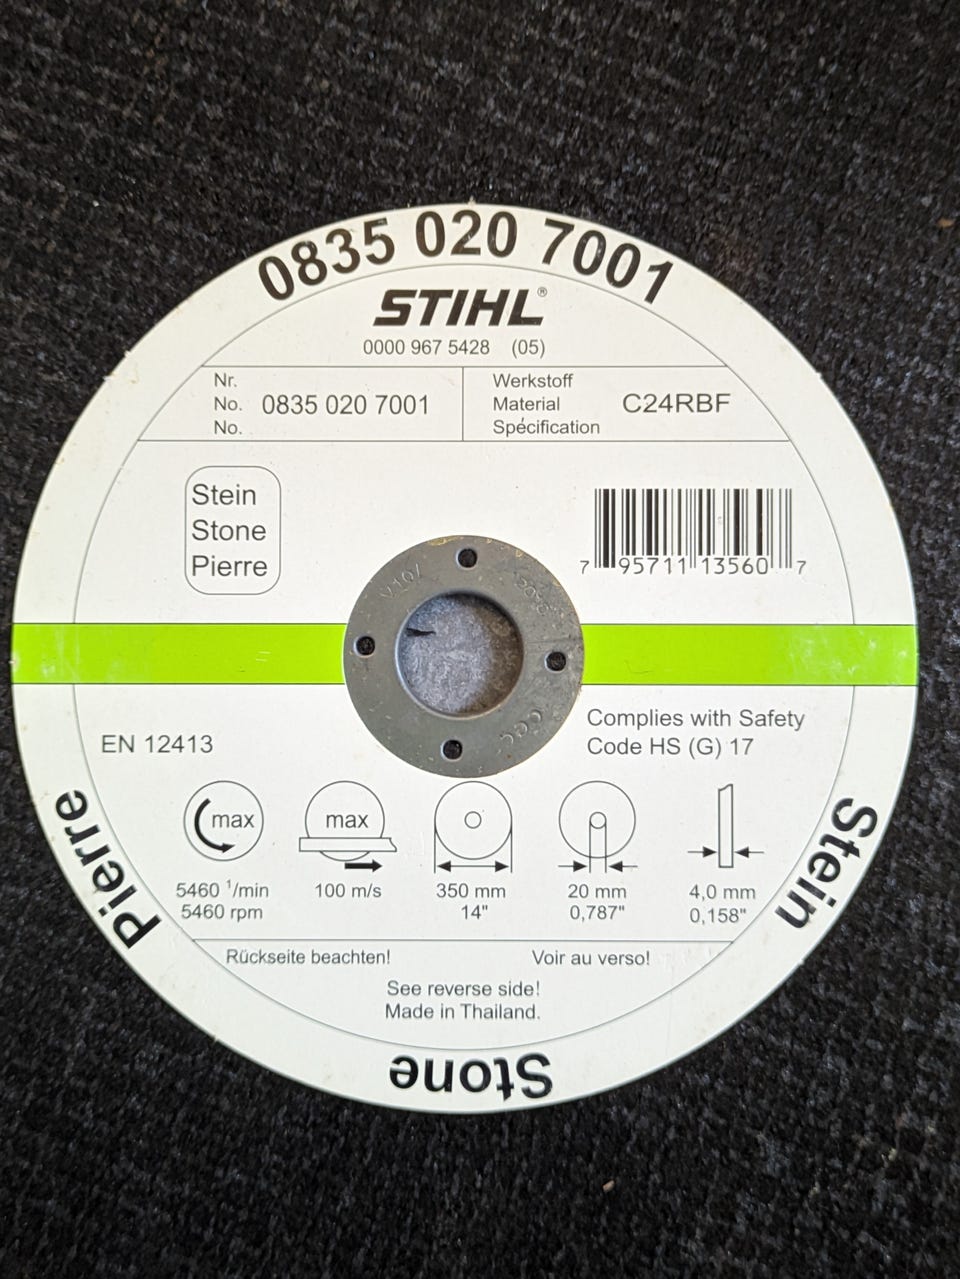 0835 020 7001
STIHL®
0000 967 5428 (05)
Nr.
No. 0835 020 7001
No.
Werkstoff
Material C24RBF
Spécification
Stein
Stone
Pierre
7 95711 13560 7
V 10/
EN 12413
Complies with Safety
Code HS (G) 17
max
max
5460 1/min
5460 rpm
100 m/s
350 mm
14"
20 mm
0,787"
4,0 mm
0,158"
Rückseite beachten!
Voir au verso!
See reverse side!
Made in Thailand.
Pierre
Stone
Stein